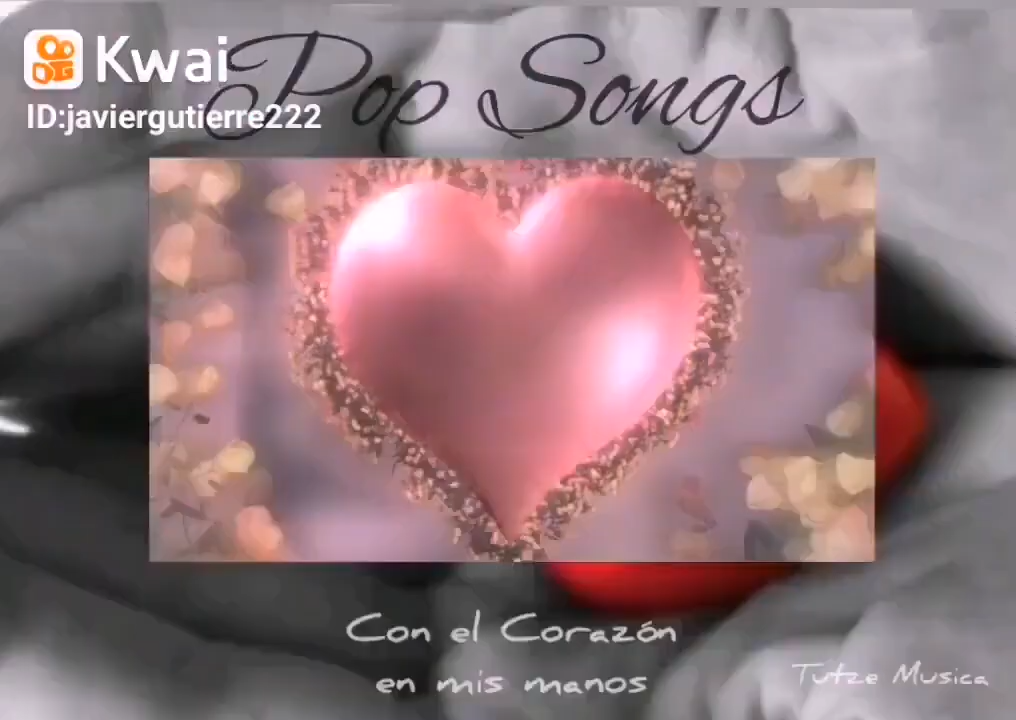 Kwai
ID:javiergutierre222
Pop Songs
Con el Corazón
en mis manos
Tutze Musica